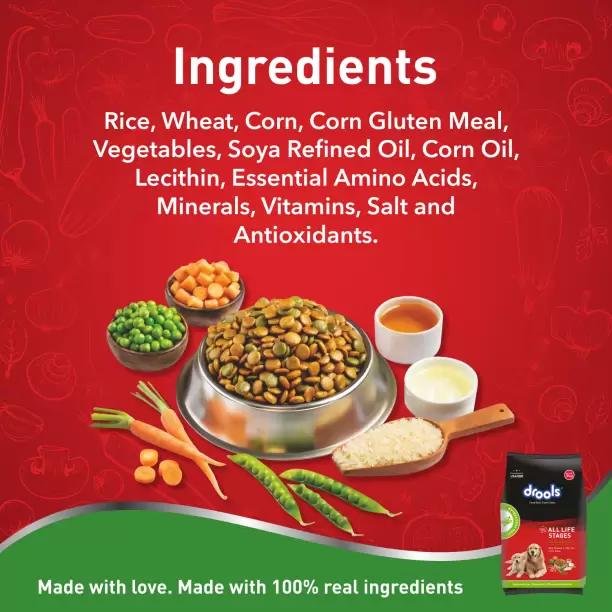 Ingredients
Rice, Wheat, Corn, Corn Gluten Meal,
Vegetables, Soya Refined Oil, Corn Oil,
Lecithin, Essential Amino Acids,
Minerals, Vitamins, Salt and
Antioxidants.
drools
ALL LIFE
STAGES
Made with love. Made with 100% real ingredients